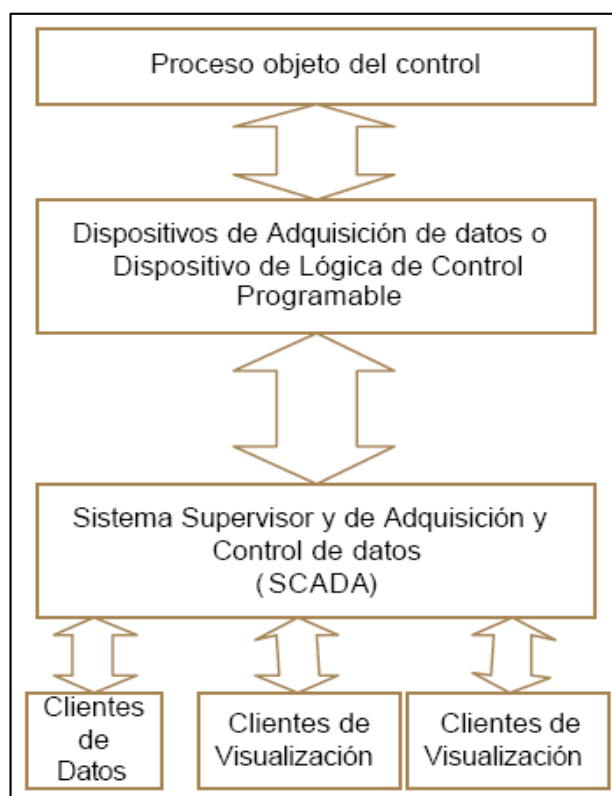 Proceso objeto del control
Dispositivos de Adquisición de datos o
Dispositivo de Lógica de Control
Programable
Sistema Supervisor y de Adquisición y
Control de datos
(SCADA)
Clientes
de
Datos
Clientes de
Visualización
Clientes de
Visualización